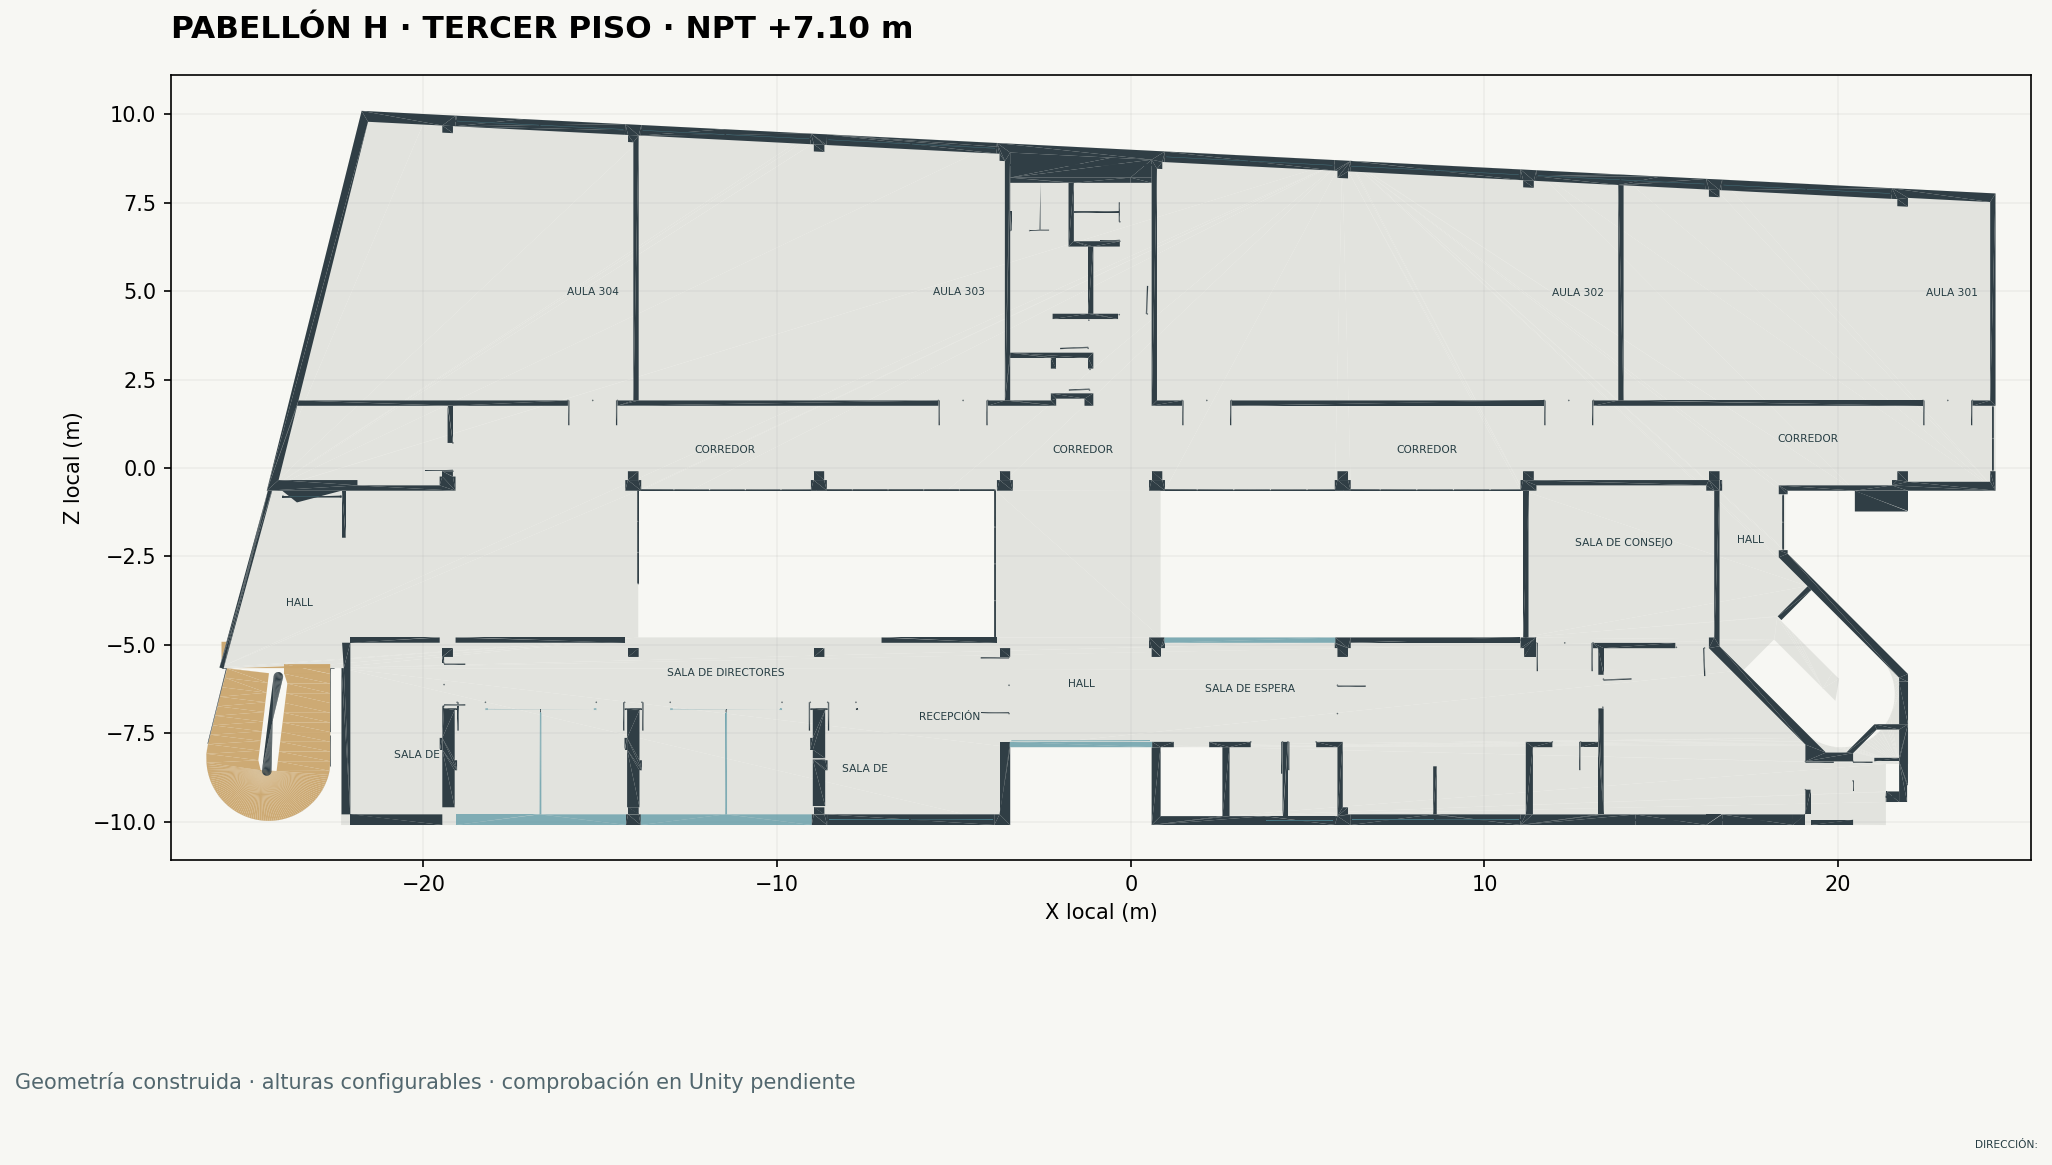 PABELLÓN H · TERCER PISO · NPT +7.10 m
10.0
7.5
5.0
2.5
0.0
−2.5
−5.0
−7.5
−10.0
Z local (m)
AULA 304
AULA 303
AULA 302
AULA 301
CORREDOR
CORREDOR
CORREDOR
CORREDOR
SALA DE CONSEJO
HALL
HALL
SALA DE DIRECTORES
HALL
SALA DE ESPERA
RECEPCIÓN
SALA DE
SALA DE
−20
−10
0
10
20
X local (m)
Geometría construida · alturas configurables · comprobación en Unity pendiente
DIRECCIÓN: